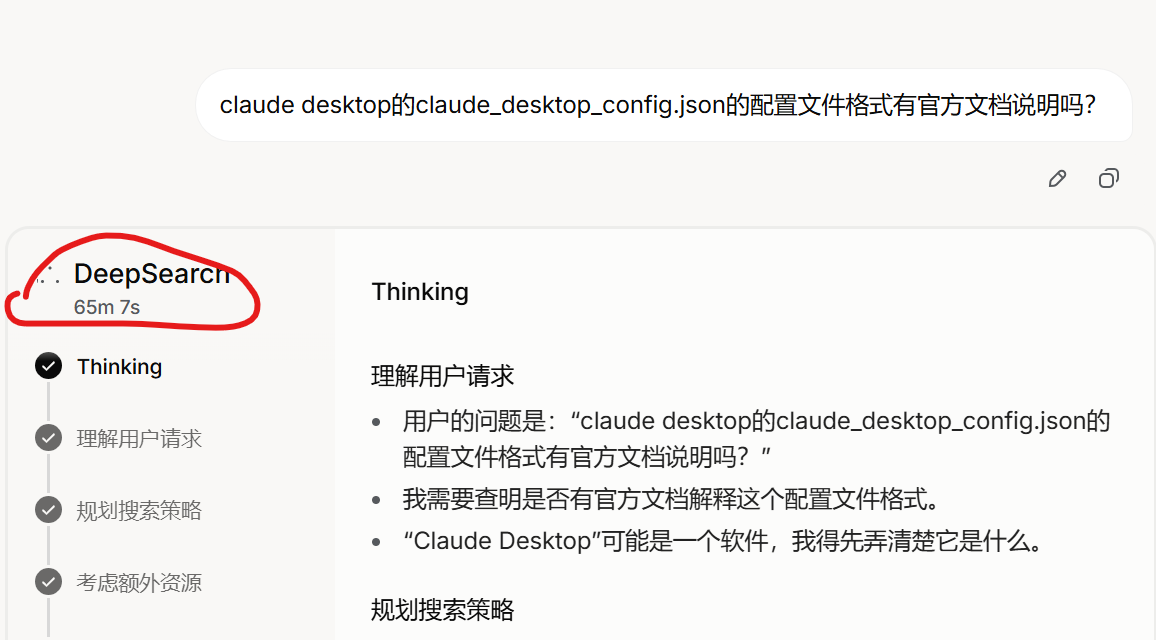 claude desktop的claude_desktop_config.json的配置文件格式有官方文档说明吗？
DeepSearch
65m 7s
Thinking
理解用户请求
规划搜索策略
考虑额外资源
Thinking
理解用户请求
用户的问题是：“claude desktop的claude_desktop_config.json的
配置文件格式有官方文档说明吗？”
我需要查明是否有官方文档解释这个配置文件格式。
“Claude Desktop”可能是一个软件，我得先弄清楚它是什么。
规划搜索策略